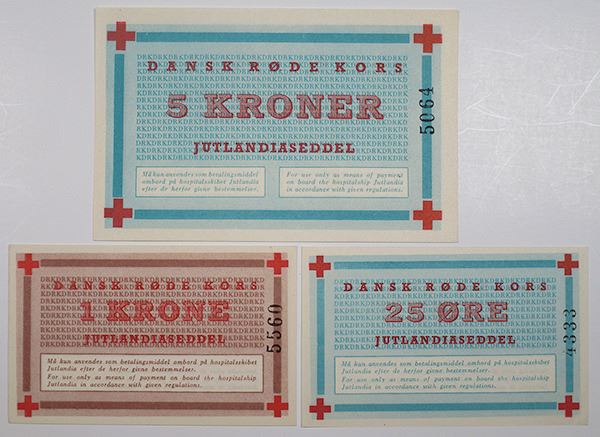 DANSK RØDE KORS
5 KRONER
JUTLANDIASEDDEL
Må kun anvendes som betalingsmiddel
ombord på hospitalsskibet Jutlandia
efter de herfor givne bestemmelser.
For use only as means of payment
on board the hospitalship Jutlandia
in accordance with given regulations.
5064
DANSK RØDE KORS
1 KRONE
JUTLANDIASEDDEL
Må kun anvendes som betalingsmiddel ombord på hospitalsskibet
Jutlandia efter de herfor givne bestemmelser.
For use only as means of payment on board the hospitalship
Jutlandia in accordance with given regulations.
5560
DANSK RØDE KORS
25 ØRE
JUTLANDIASEDDEL
Må kun anvendes som betalingsmiddel ombord på hospitalsskibet
Jutlandia efter de herfor givne bestemmelser.
For use only as means of payment on board the hospitalship
Jutlandia in accordance with given regulations.
4333